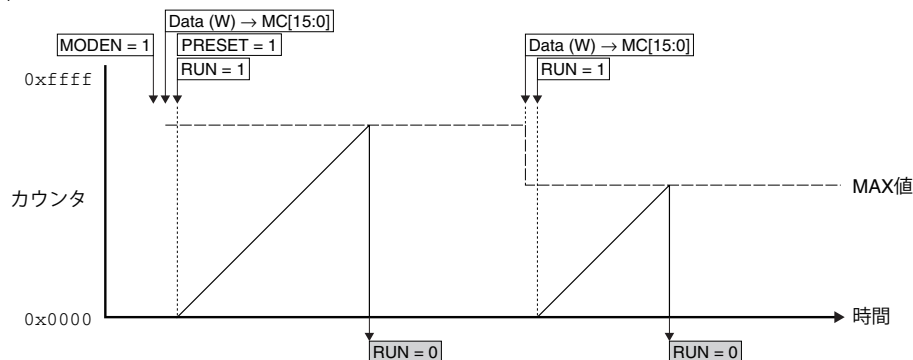 Data (W) → MC[15:0]
MODEN = 1
PRESET = 1
RUN = 1
Data (W) → MC[15:0]
RUN = 1
0xffff
カウンタ
MAX値
0x0000
時間
RUN = 0
RUN = 0